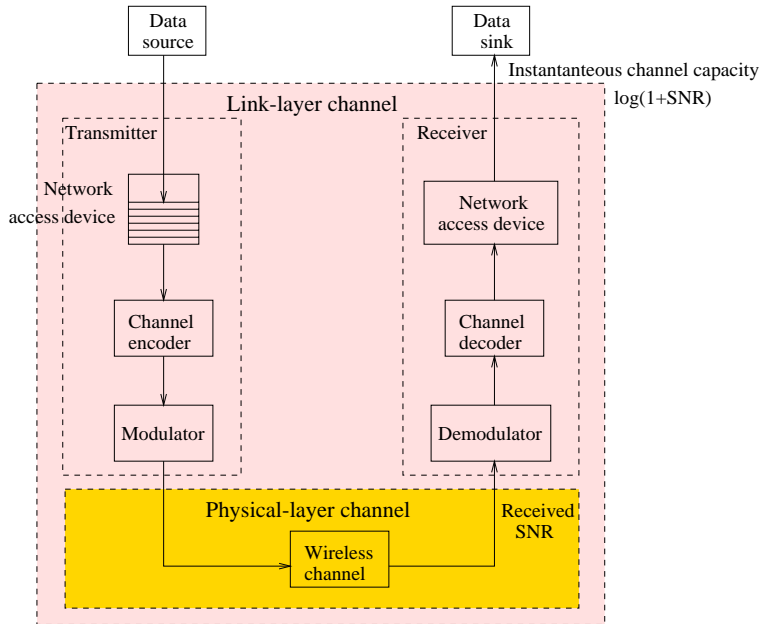 Data
source
Data
sink
Instantanteous channel capacity
log(1+SNR)
Link-layer channel
Transmitter
Receiver
Network
access device
Network
access device
Channel
encoder
Channel
decoder
Modulator
Demodulator
Physical-layer channel
Received
SNR
Wireless
channel